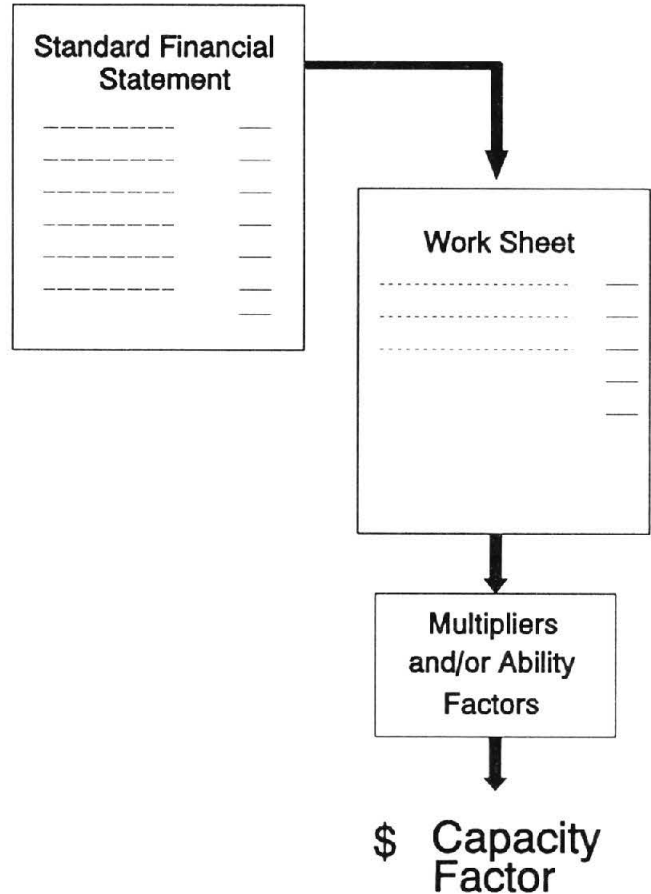 Standard Financial
Statement
Work Sheet
Multipliers
and/or Ability
Factors
$ Capacity
Factor